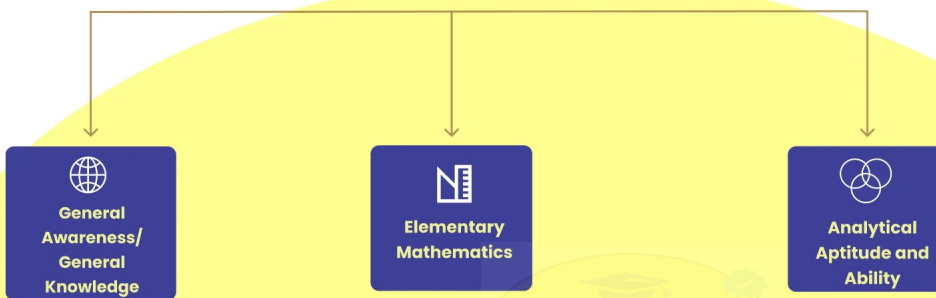 General
Awareness/
General
Knowledge
Elementary
Mathematics
Analytical
Aptitude and
Ability